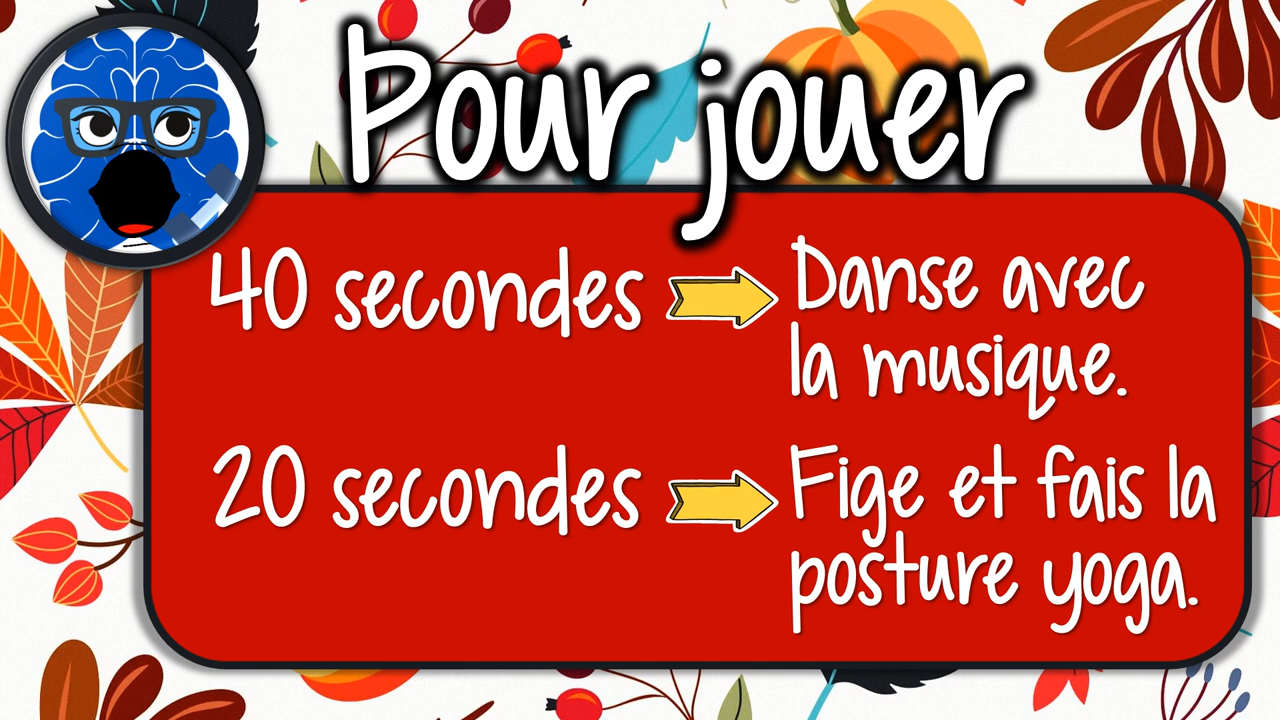 Pour jouer
40 secondes
Danse avec
la musique.
20 secondes
Fige et fais la
posture yoga.